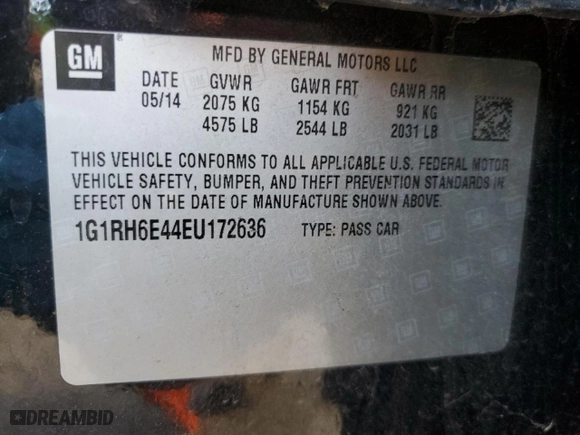 GM
®
MFD BY GENERAL MOTORS LLC
DATE GVWR GAWR FRT GAWR RR
05/14 2075 KG 1154 KG 921 KG
4575 LB 2544 LB 2031 LB
THIS VEHICLE CONFORMS TO ALL APPLICABLE U.S. FEDERAL MOTOR
VEHICLE SAFETY, BUMPER, AND THEFT PREVENTION STANDARDS IN
EFFECT ON THE DATE OF MANUFACTURE SHOWN ABOVE.
1G1RH6E44EU172636 TYPE: PASS CAR
DREAMBID